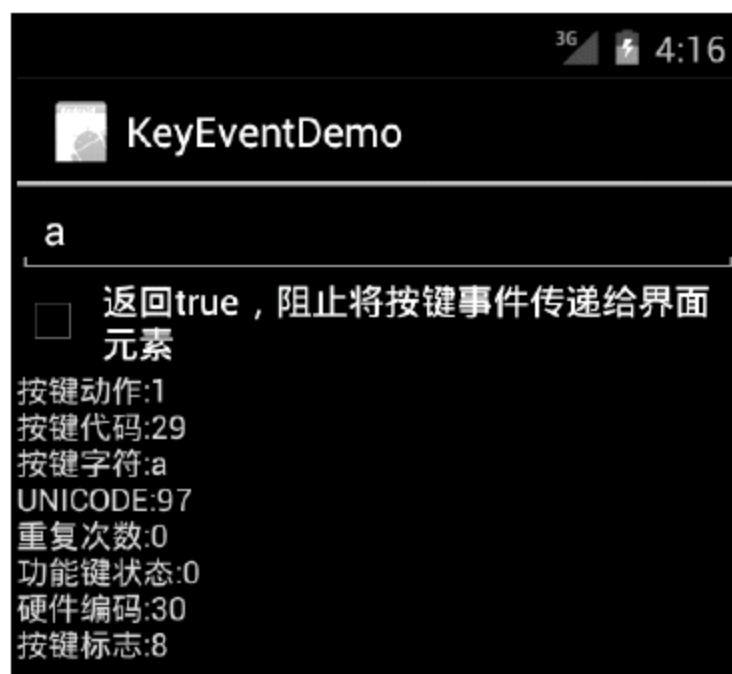 3G 4:16
KeyEventDemo
a
返回true，阻止将按键事件传递给界面
元素
按键动作:1
按键代码:29
按键字符:a
UNICODE:97
重复次数:0
功能键状态:0
硬件编码:30
按键标志:8